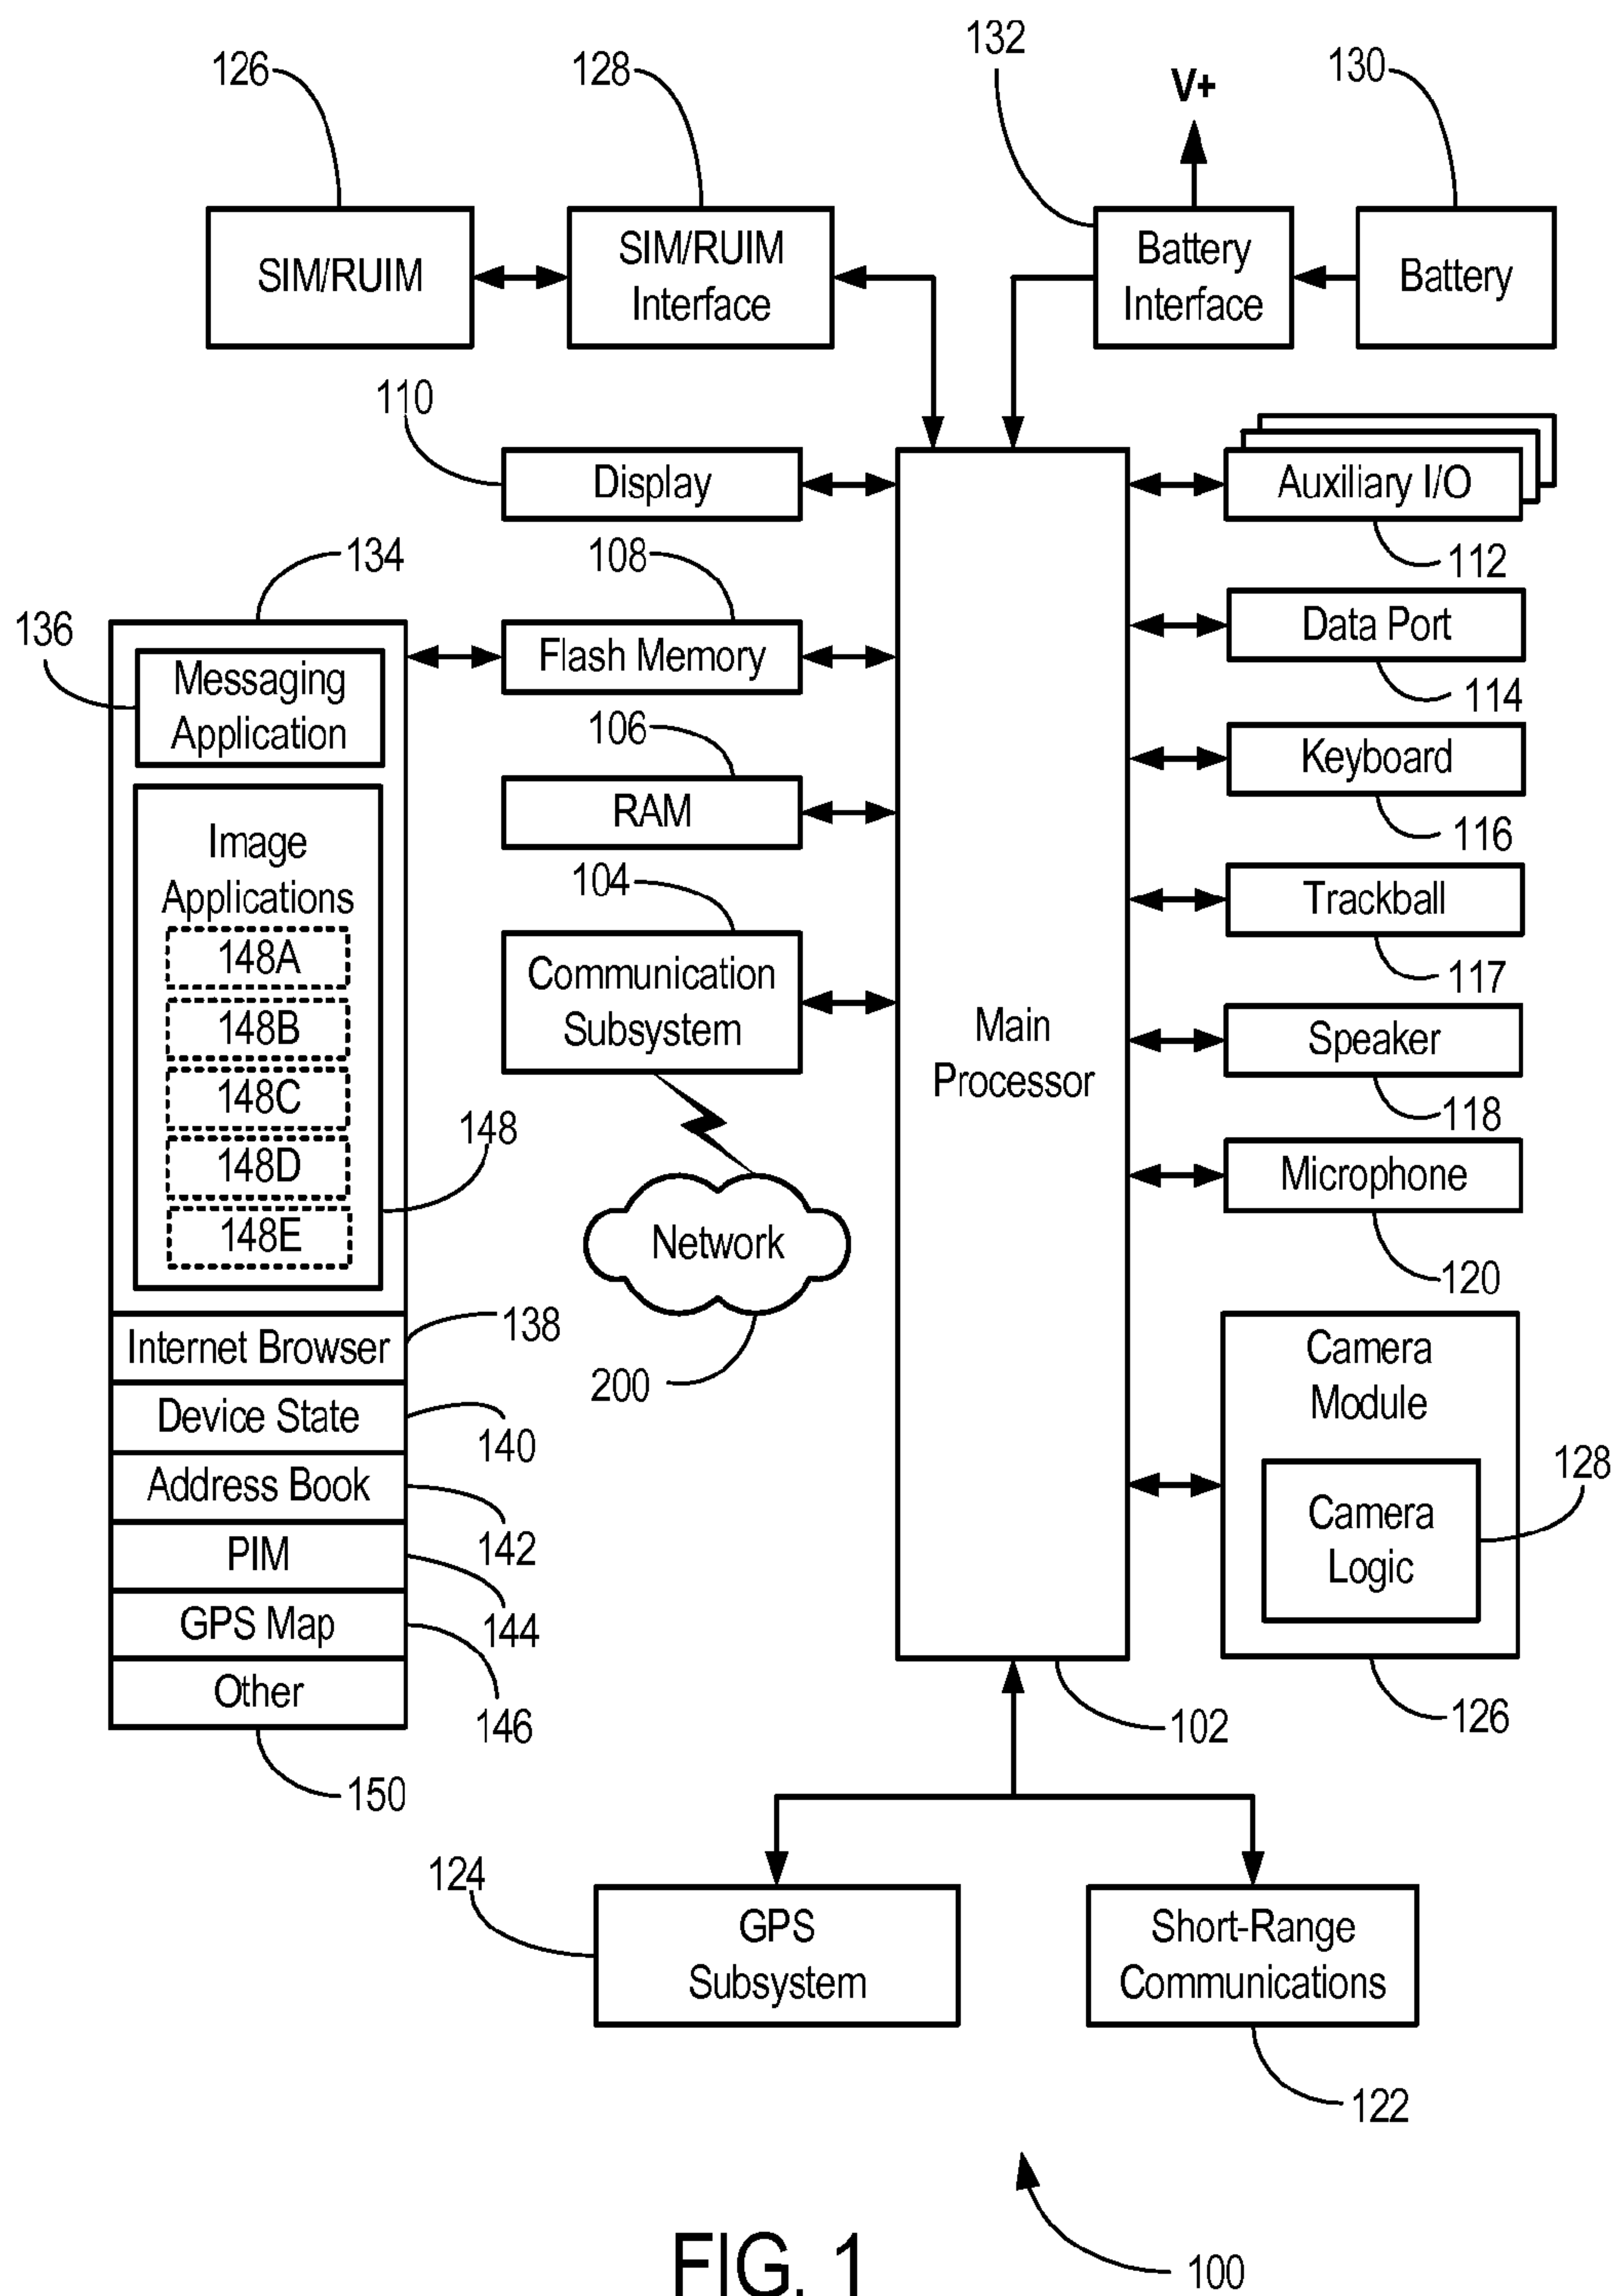 126
128
132
V+
130
SIM/RUIM
SIM/RUIM
Interface
Battery
Interface
Battery
110
Display
Auxiliary I/O
112
134
108
136
Messaging
Application
Flash Memory
Data Port
114
106
RAM
Keyboard
116
Image
Applications
148A
148B
148C
148D
148E
148
104
Communication
Subsystem
Trackball
117
Main
Processor
Speaker
118
Microphone
120
Network
200
Internet Browser
138
Device State
140
Address Book
142
PIM
144
GPS Map
146
Other
150
Camera
Module
Camera
Logic
128
126
102
124
GPS
Subsystem
Short-Range
Communications
122
100
FIG. 1